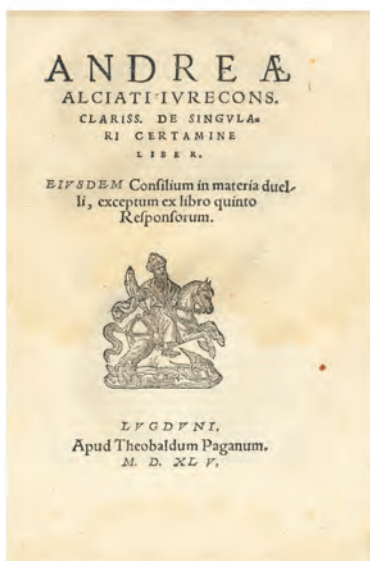 ANDREÆ
ALCIATI IVRECONS.
CLARISS. DE SINGVLA=
RI CERTAMINE
LIBER.
EIVSDEM Conſilium in materia duel-
li, exceptum ex libro quinto
Reſponſorum.
LVGDVNI,
Apud Theobaldum Paganum.
M. D. XLV,